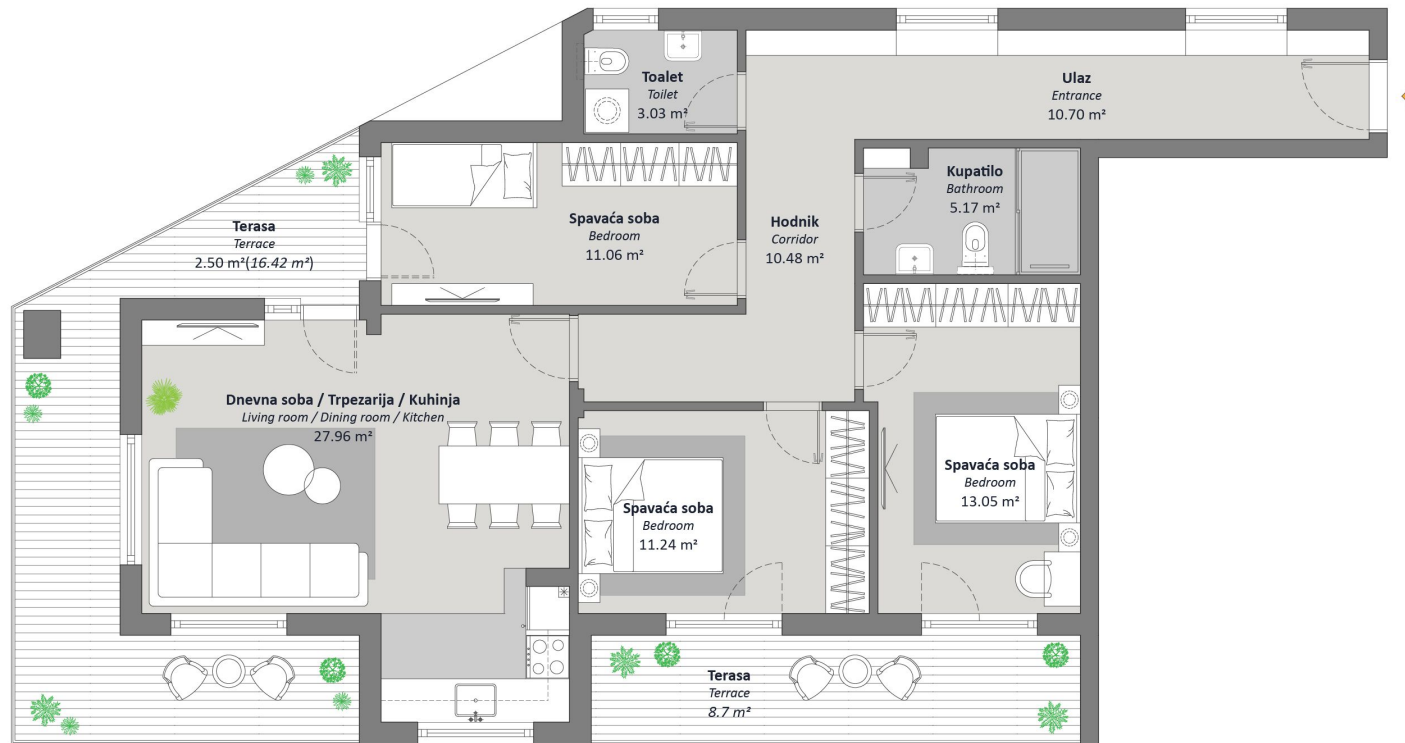 Toalet
Toilet
3.03 m²
Ulaz
Entrance
10.70 m²
Kupatilo
Bathroom
5.17 m²
Spavaća soba
Bedroom
11.06 m²
Hodnik
Corridor
10.48 m²
Terasa
Terrace
2.50 m²(16.42 m²)
Dnevna soba / Trpezarija / Kuhinja
Living room / Dining room / Kitchen
27.96 m²
Spavaća soba
Bedroom
13.05 m²
Spavaća soba
Bedroom
11.24 m²
Terasa
Terrace
8.7 m²